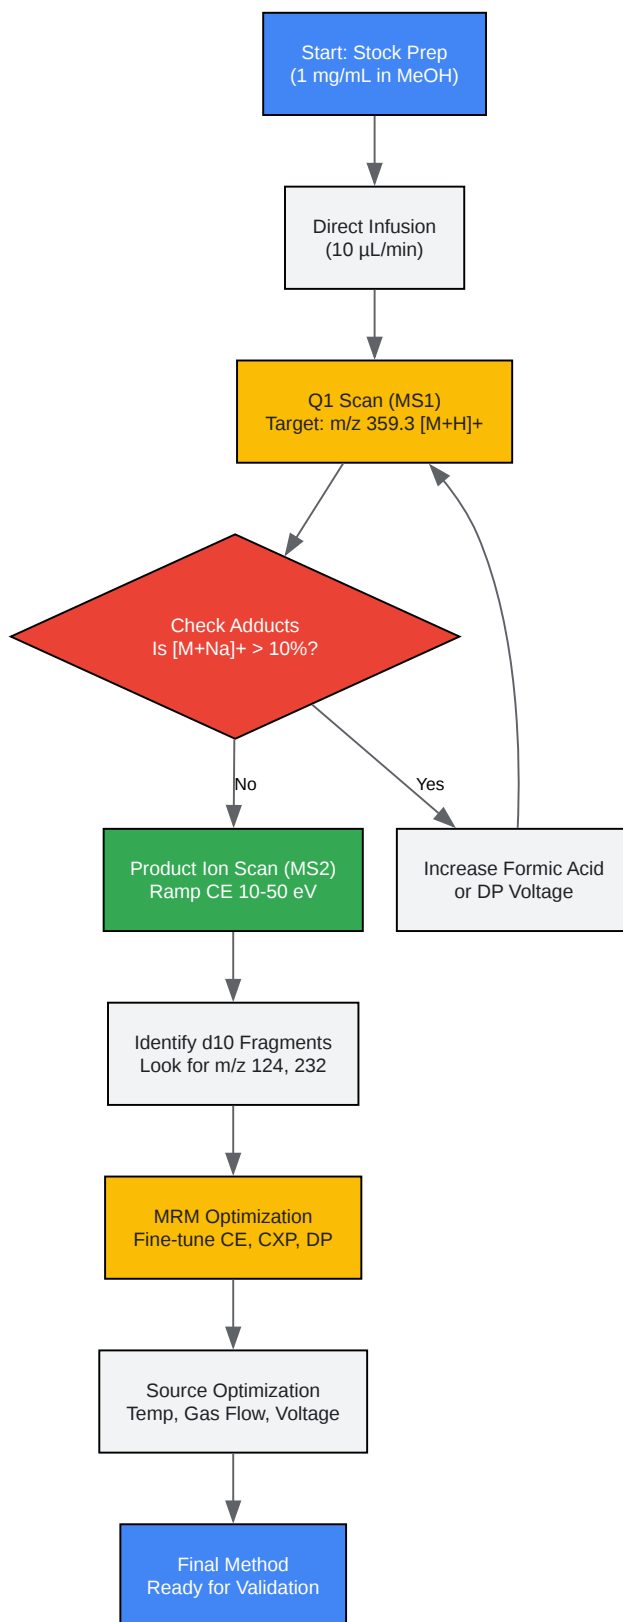 Start: Stock Prep
(1 mg/mL in MeOH)
Direct Infusion
(10 µL/min)
Q1 Scan (MS1)
Target: m/z 359.3 [M+H]+
Check Adducts
Is [M+Na]+ > 10%?
No
Yes
Product Ion Scan (MS2)
Ramp CE 10-50 eV
Increase Formic Acid
or DP Voltage
Identify d10 Fragments
Look for m/z 124, 232
MRM Optimization
Fine-tune CE, CXP, DP
Source Optimization
Temp, Gas Flow, Voltage
Final Method
Ready for Validation